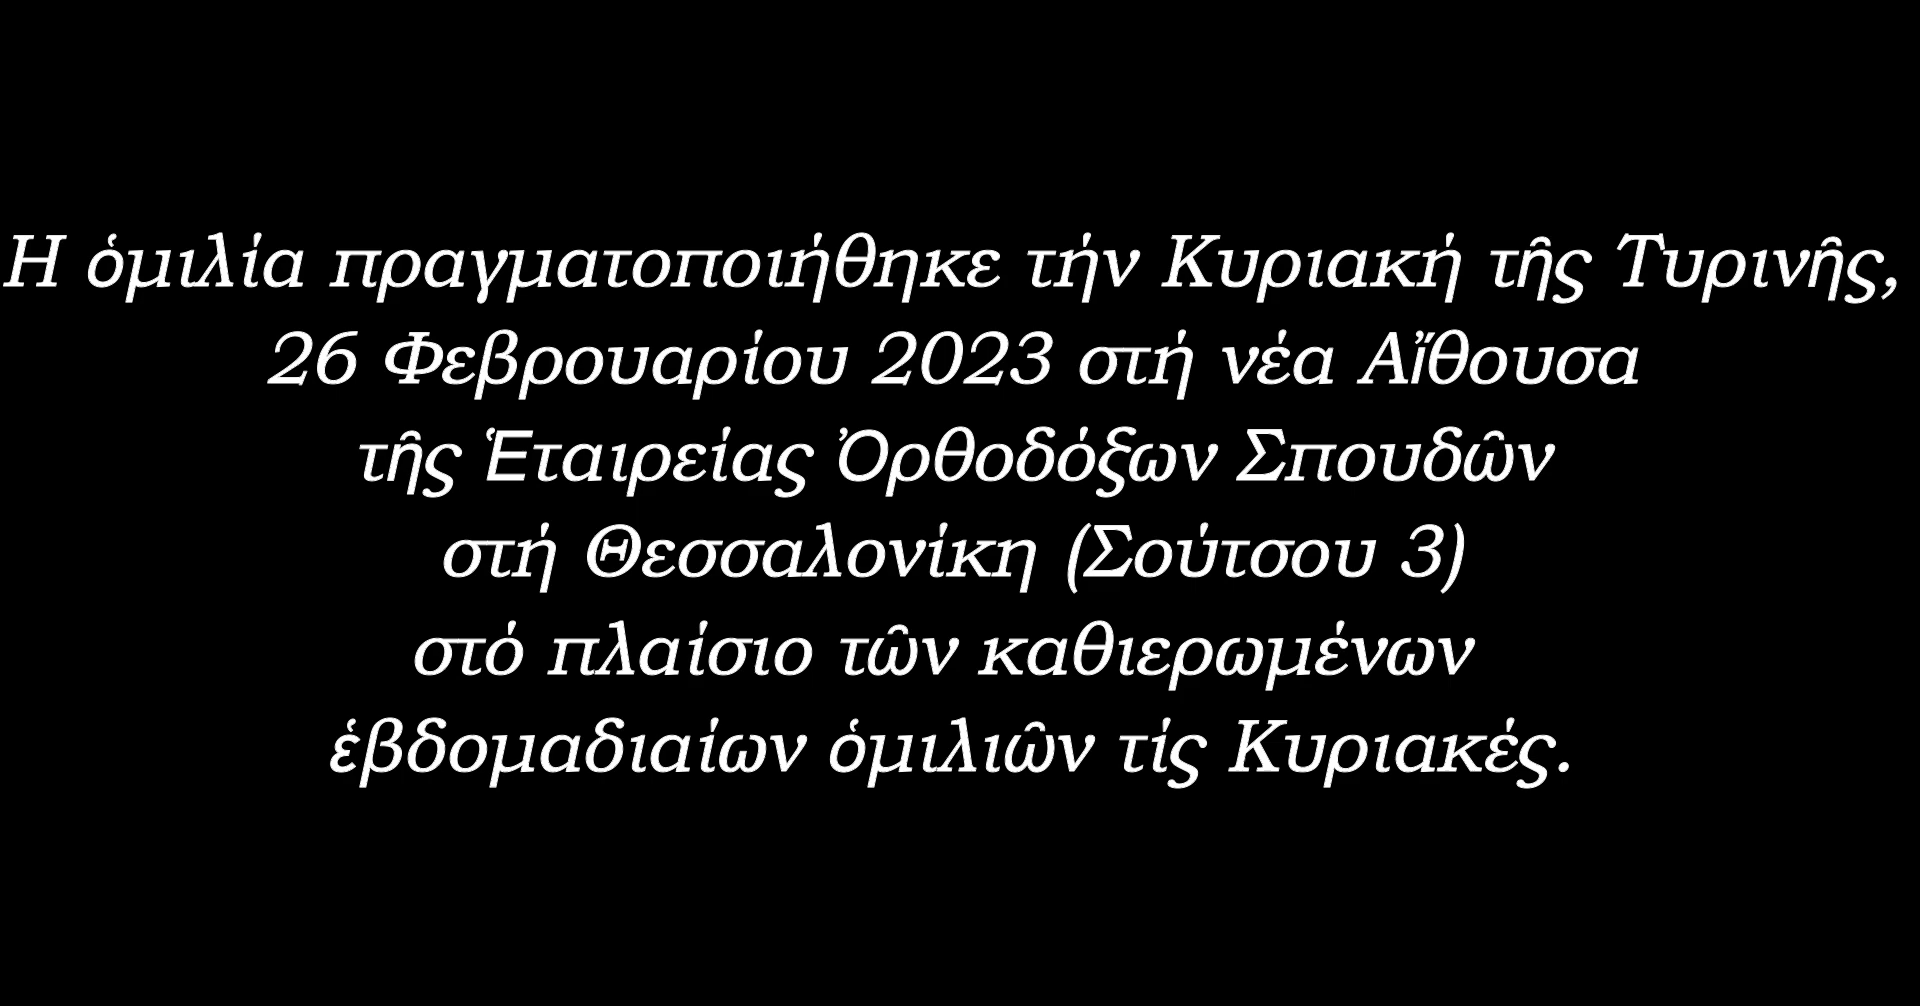 Η ὁμιλία πραγματοποιήθηκε τήν Κυριακή τῆς Τυρινῆς,
26 Φεβρουαρίου 2023 στή νέα Αἴθουσα
τῆς Ἑταιρείας Ὀρθοδόξων Σπουδῶν
στή Θεσσαλονίκη (Σούτσου 3)
στό πλαίσιο τῶν καθιερωμένων
ἑβδομαδιαίων ὁμιλιῶν τίς Κυριακές.